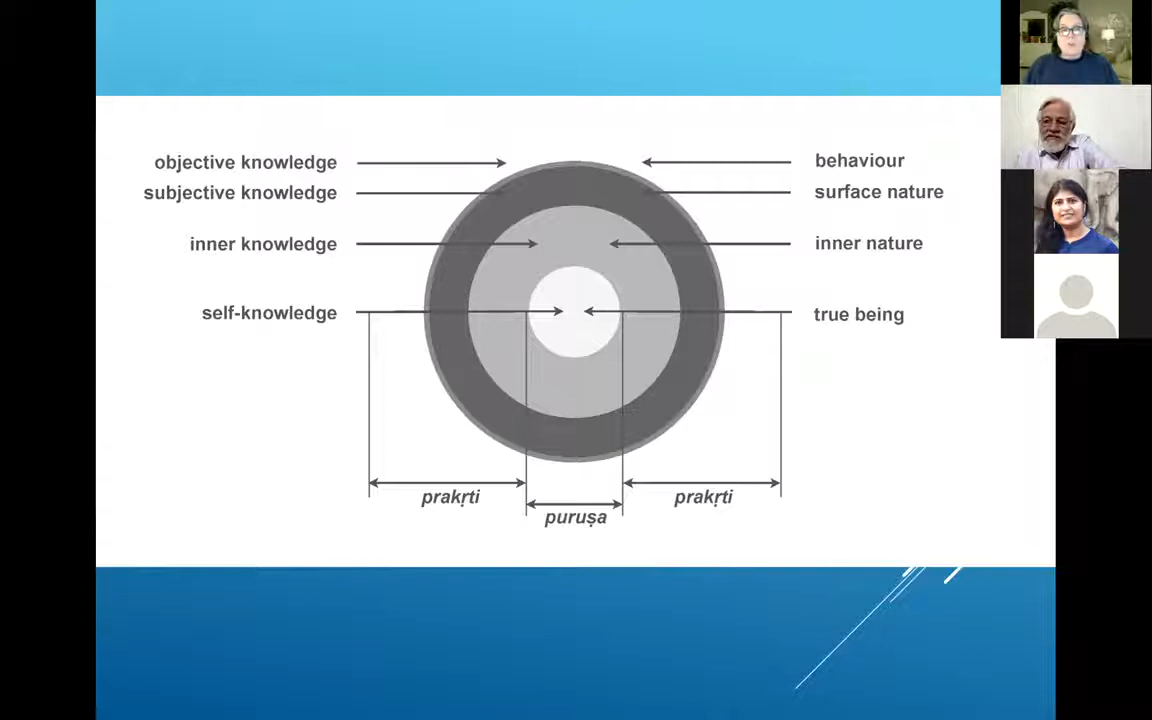 objective knowledge
behaviour
subjective knowledge
surface nature
inner knowledge
inner nature
self-knowledge
true being
prakṛti
prakṛti
puruṣa